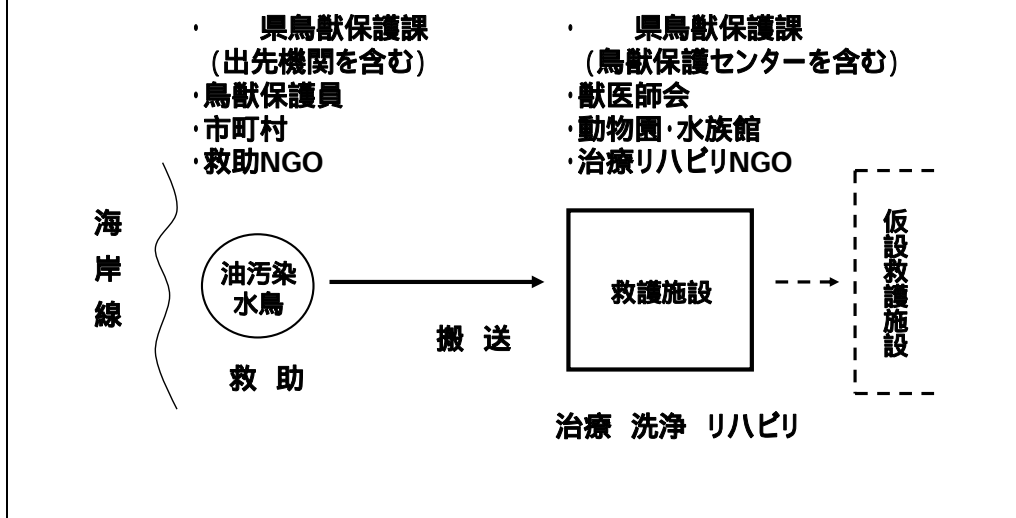 ・　　県鳥獣保護課
（出先機関を含む）
・鳥獣保護員
・市町村
・救助NGO
・　　県鳥獣保護課
（鳥獣保護センターを含む）
・獣医師会
・動物園・水族館
・治療リハビリNGO
海岸線
油汚染
水鳥
救 助
搬 送
救護施設
治療 洗浄 リハビリ
仮設救護施設